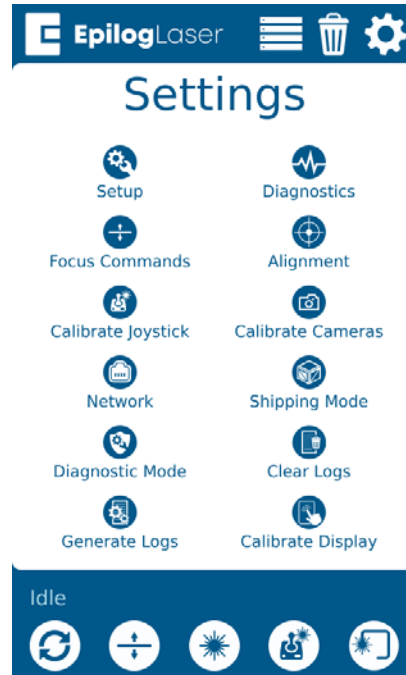 EpilogLaser
Settings
Setup
Diagnostics
Focus Commands
Alignment
Calibrate Joystick
Calibrate Cameras
Network
Shipping Mode
Diagnostic Mode
Clear Logs
Generate Logs
Calibrate Display
Idle